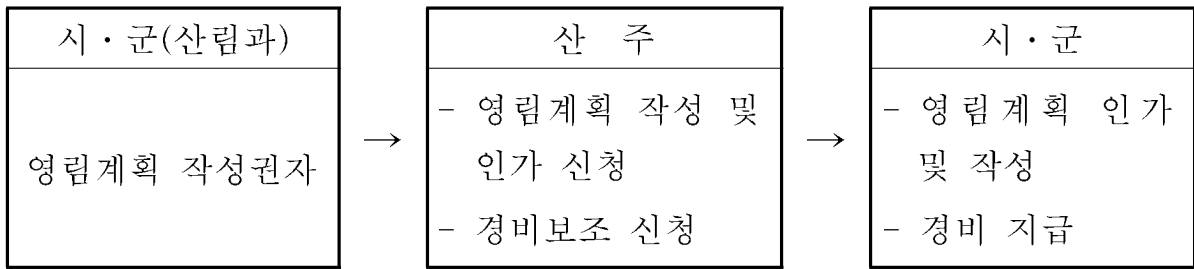 시·군(산림과)
영림계획 작성권자
→
산 주
- 영림계획 작성 및
인가 신청
- 경비보조 신청
→
시·군
- 영림계획 인가
및 작성
- 경비 지급